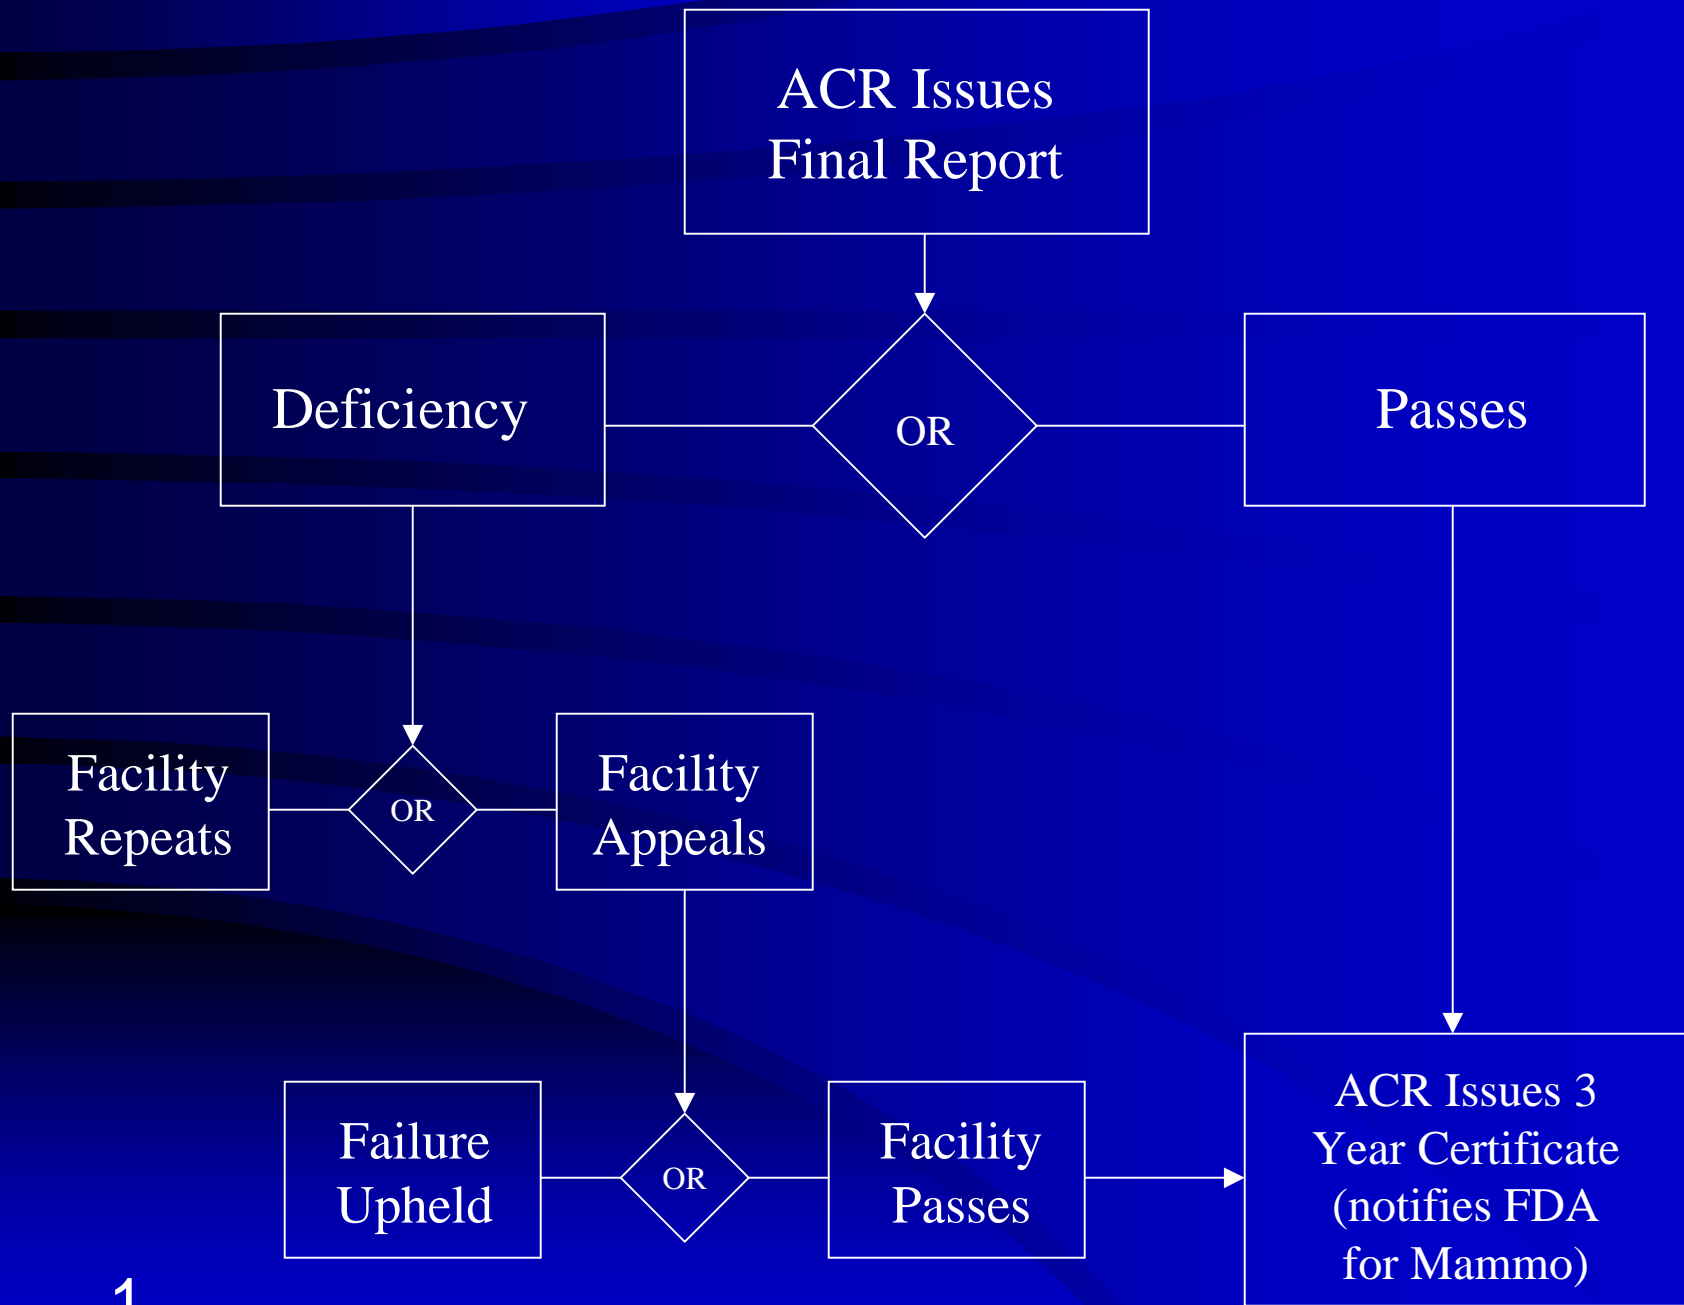 ACR Issues
Final Report
Deficiency
OR
Passes
Facility
Repeats
OR
Facility
Appeals
Failure
Upheld
OR
Facility
Passes
ACR Issues 3
Year Certificate
(notifies FDA
for Mammo)
1